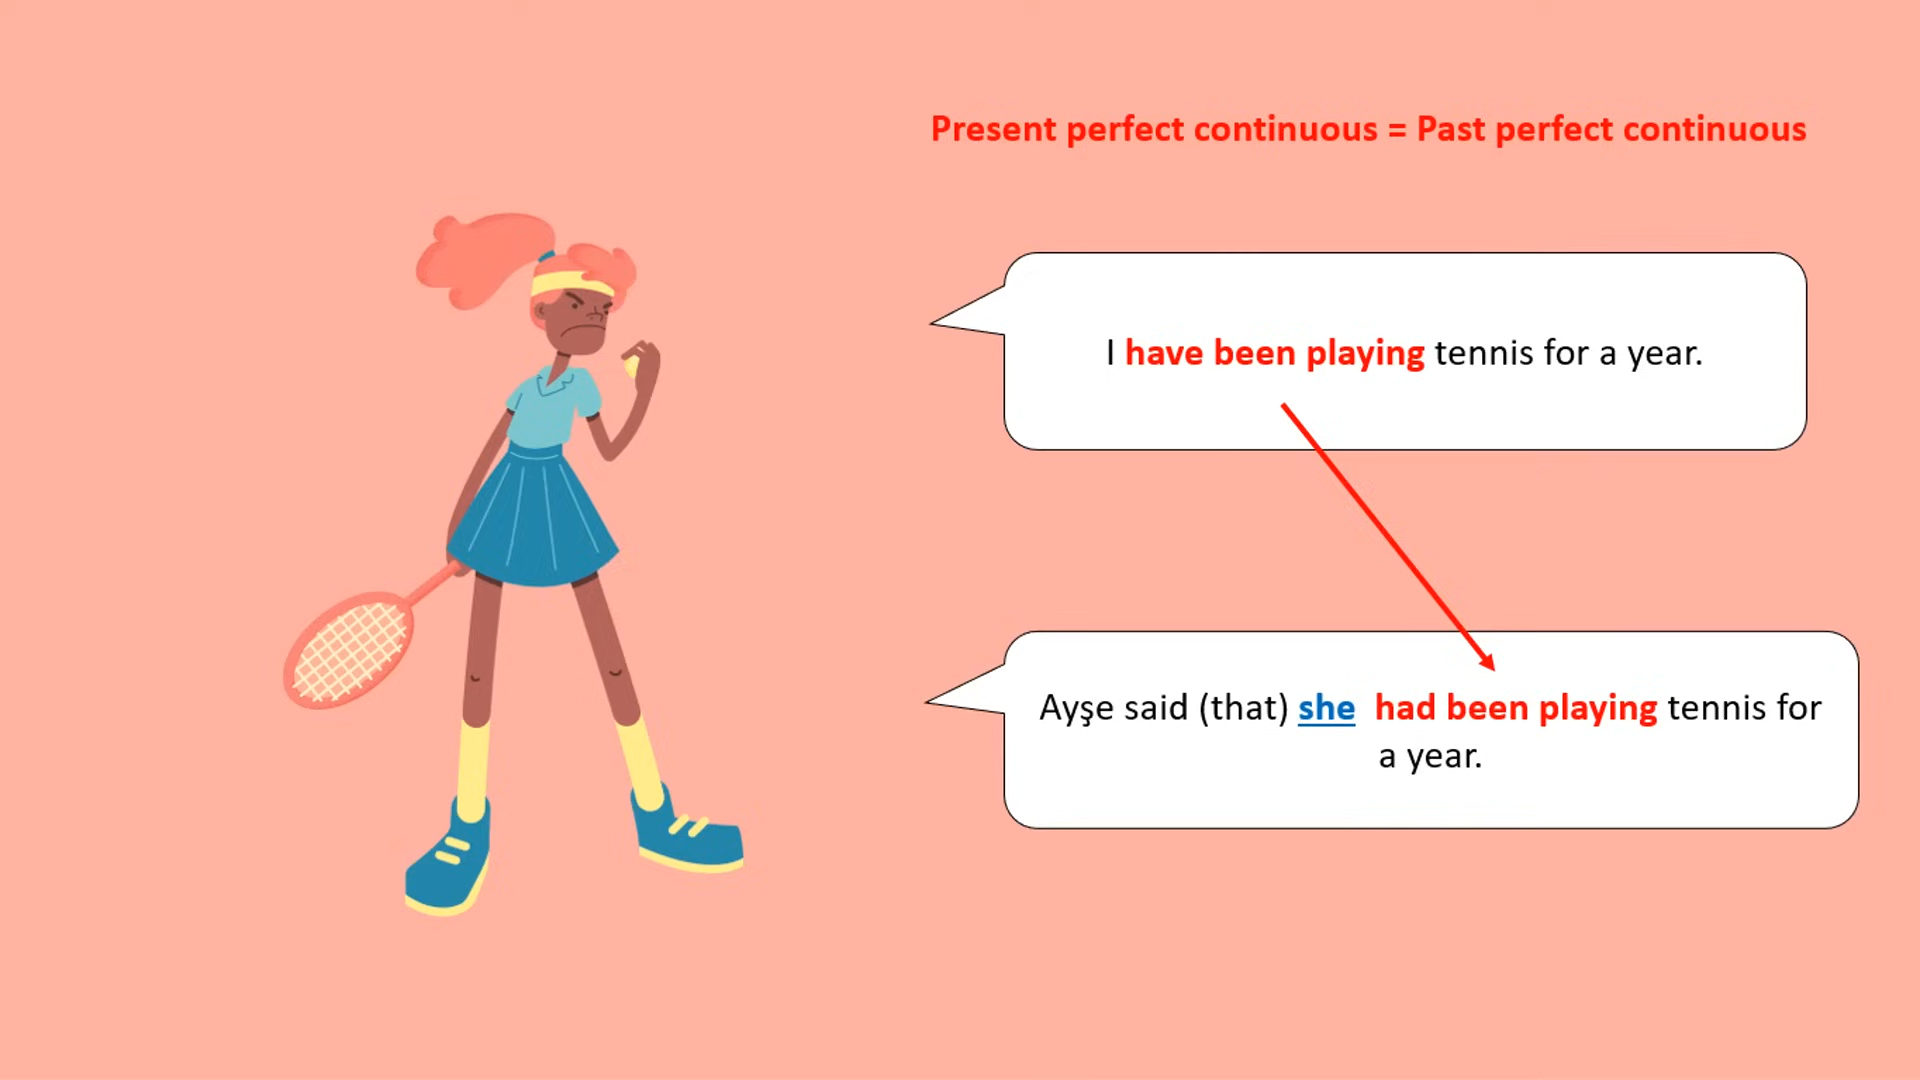 Present perfect continuous = Past perfect continuous
I have been playing tennis for a year.
Ayşe said (that) she had been playing tennis for
a year.